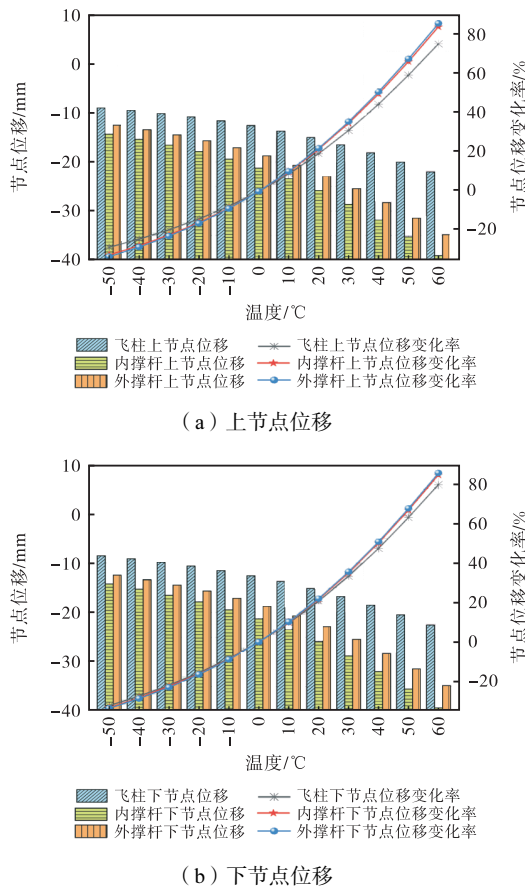 10
0
−10
−20
−30
−40
节点位移/mm
80
60
40
20
0
−20
节点位移变化率/%
−50
−40
−30
−20
−10
0
10
20
30
40
50
60
温度/℃
飞柱上节点位移
飞柱上节点位移变化率
内撑杆上节点位移
内撑杆上节点位移变化率
外撑杆上节点位移
外撑杆上节点位移变化率
（a）上节点位移
10
0
−10
−20
−30
−40
节点位移/mm
80
60
40
20
0
−20
节点位移变化率/%
−50
−40
−30
−20
−10
0
10
20
30
40
50
60
温度/℃
飞柱下节点位移
飞柱下节点位移变化率
内撑杆下节点位移
内撑杆下节点位移变化率
外撑杆下节点位移
外撑杆下节点位移变化率
（b）下节点位移